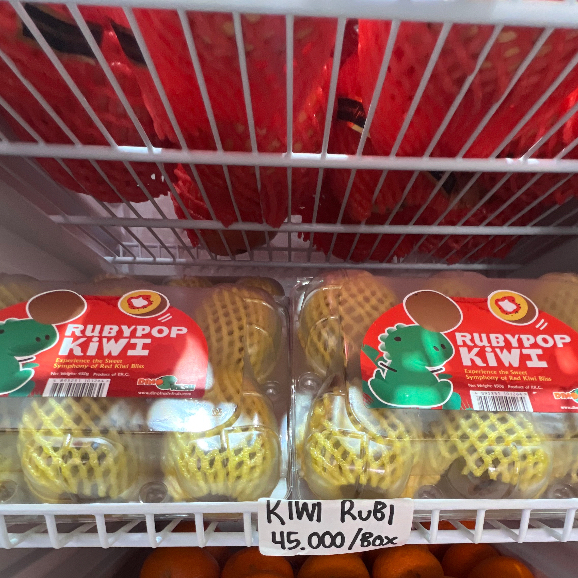 RUBYPOP
KiWI
Experience the Sweet
Symphony of Red Kiwi Bliss
RUBYPOP
KiWI
Experience the Sweet
Symphony of Red Kiwi Bliss
KIWI RUBI
45.000/Box